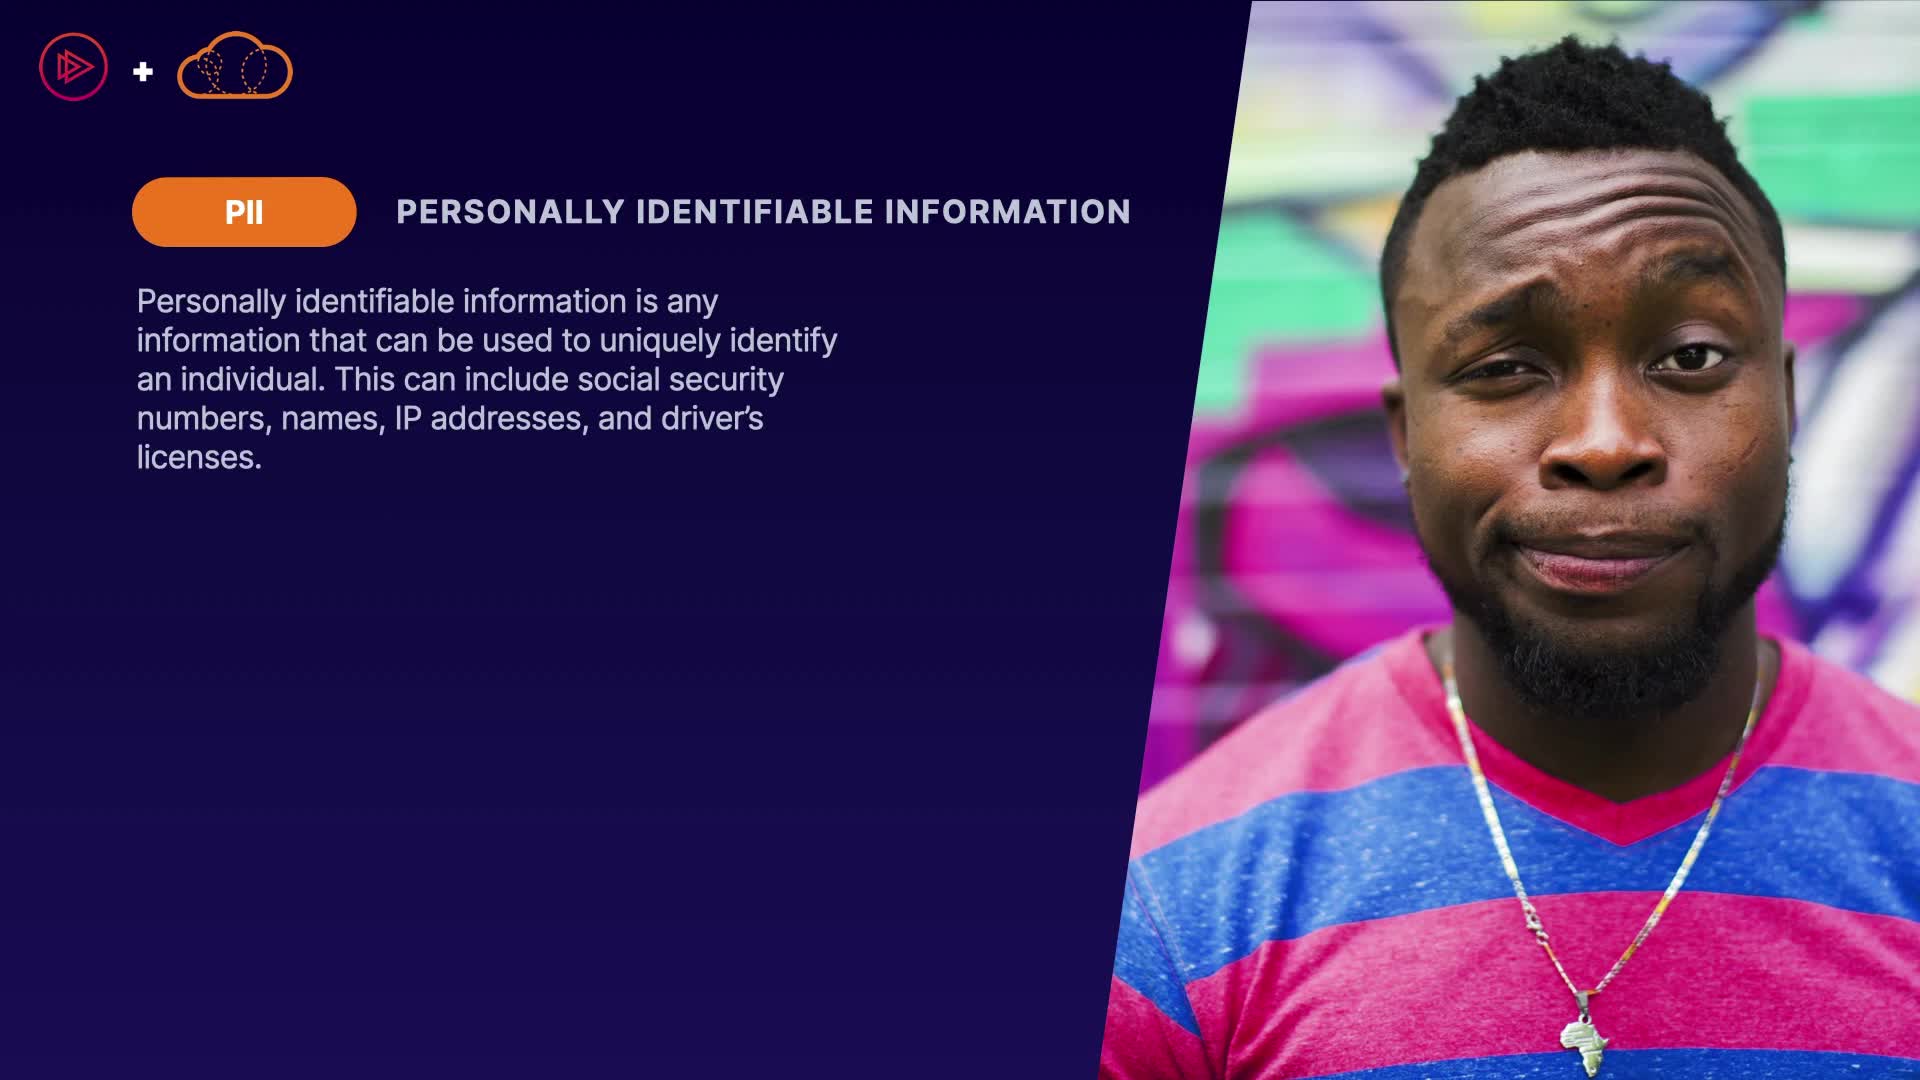 PII
PERSONALLY IDENTIFIABLE INFORMATION
Personally identifiable information is any
information that can be used to uniquely identify
an individual. This can include social security
numbers, names, IP addresses, and driver’s
licenses.